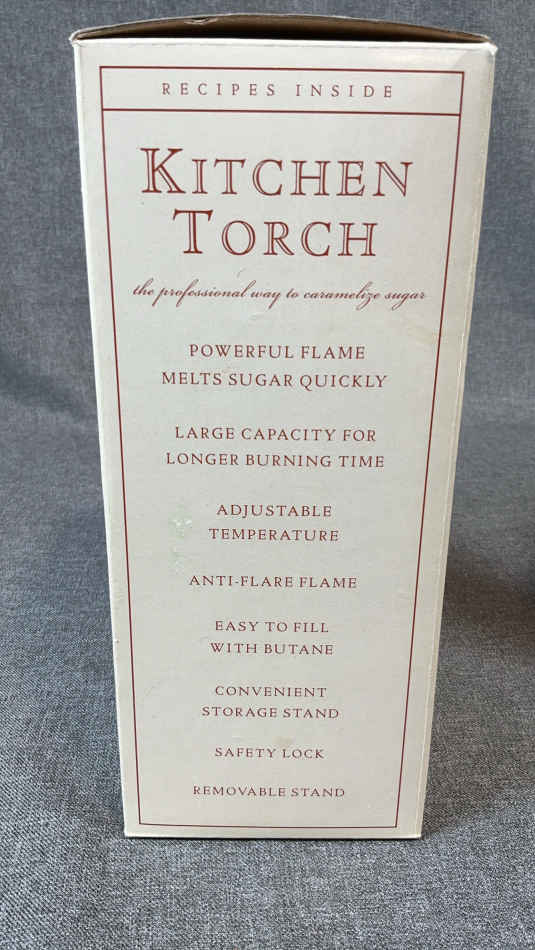 RECIPES INSIDE
KITCHEN
TORCH
the professional way to caramelize sugar
POWERFUL FLAME
MELTS SUGAR QUICKLY
LARGE CAPACITY FOR
LONGER BURNING TIME
ADJUSTABLE
TEMPERATURE
ANTI-FLARE FLAME
EASY TO FILL
WITH BUTANE
CONVENIENT
STORAGE STAND
SAFETY LOCK
REMOVABLE STAND